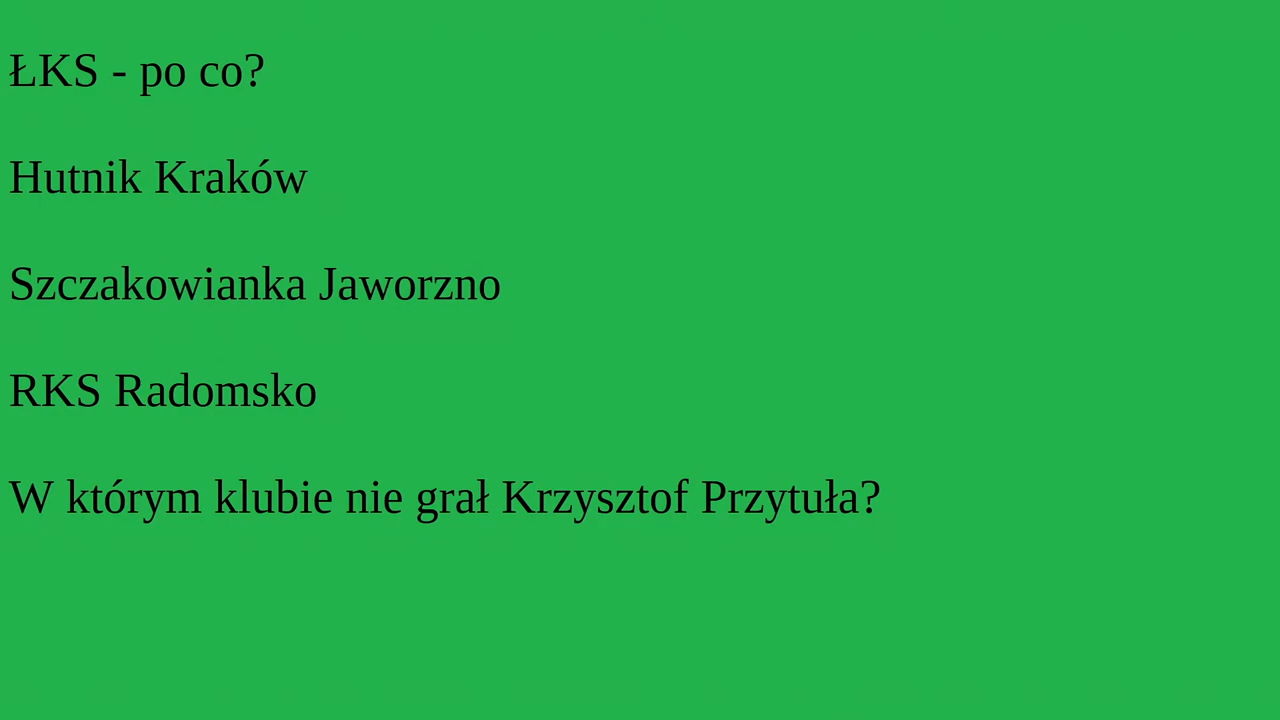 ŁKS - po co?
Hutnik Kraków
Szczakowianka Jaworzno
RKS Radomsko
W którym klubie nie grał Krzysztof Przytuła?